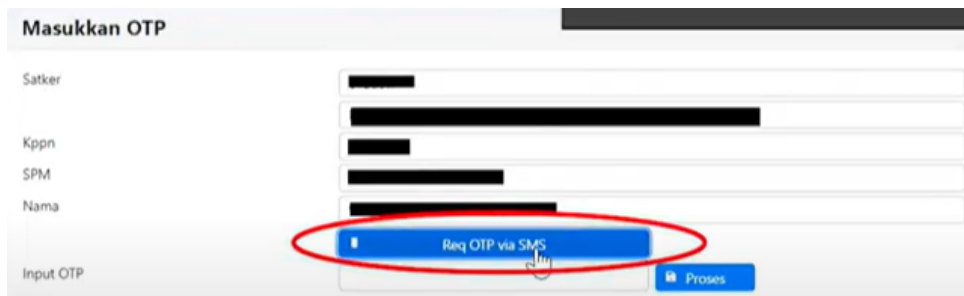 Masukkan OTP
Satker
Kppn
SPM
Nama
Req OTP via SMS
Input OTP
Proses